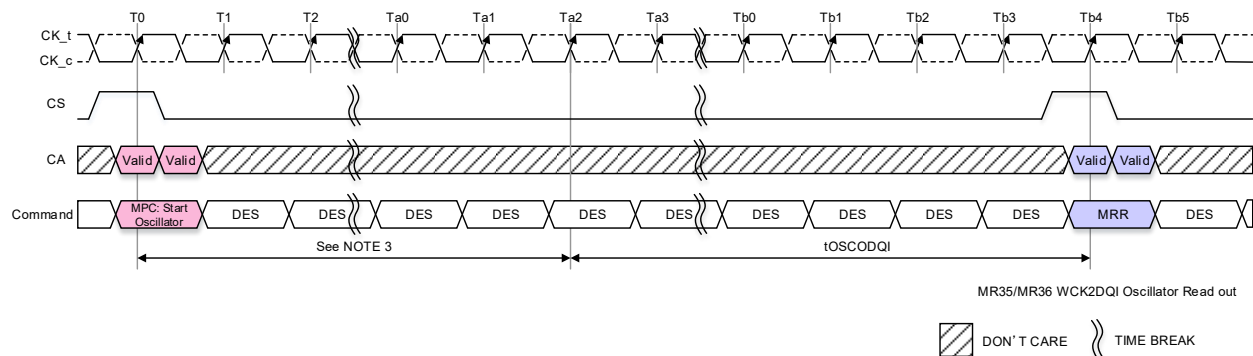 T0 T1 T2 Ta0 Ta1 Ta2 Ta3 Tb0 Tb1 Tb2 Tb3 Tb4 Tb5
CK_t
CK_c
CS
CA Valid Valid Valid Valid
Command MPC: Start Oscillator DES DES DES DES DES DES DES DES DES DES MRR DES
See NOTE 3 tOSCODQI
MR35/MR36 WCK2DQI Oscillator Read out
DON'T CARE TIME BREAK